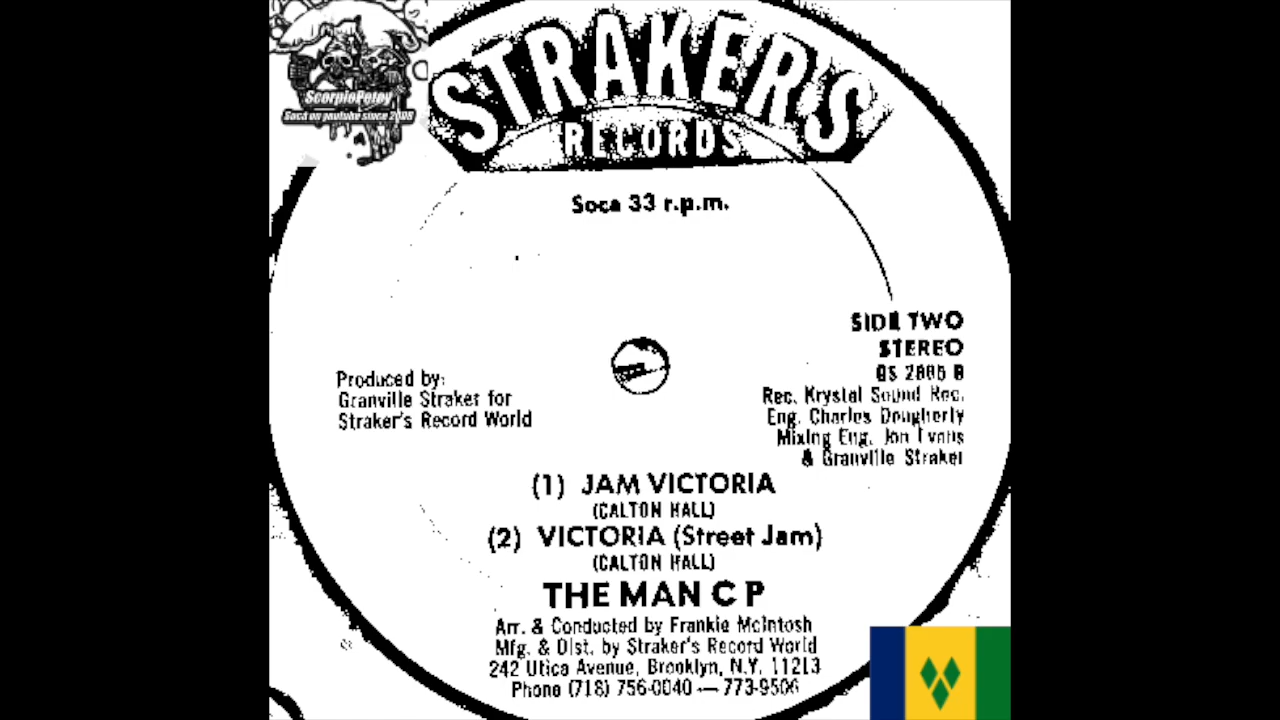 ScorpioPetey
Soca on youtube since 2008
STRAKER'S
RECORDS
Soca 33 r.p.m.
SIDE TWO
STEREO
GS 2885 B
Produced by:
Granville Straker for
Straker's Record World
Rec. Krystal Sound Rec.
Eng. Charles Dougherty
Mixing Eng. Jon Evans
& Granville Straker
(1) JAM VICTORIA
(CALTON HALL)
(2) VICTORIA (Street Jam)
(CALTON HALL)
THE MAN C P
Arr. & Conducted by Frankie McIntosh
Mfg. & Dist. by Straker's Record World
242 Utica Avenue, Brooklyn, N.Y. 11213
Phone (718) 756-0040 — 773-9506